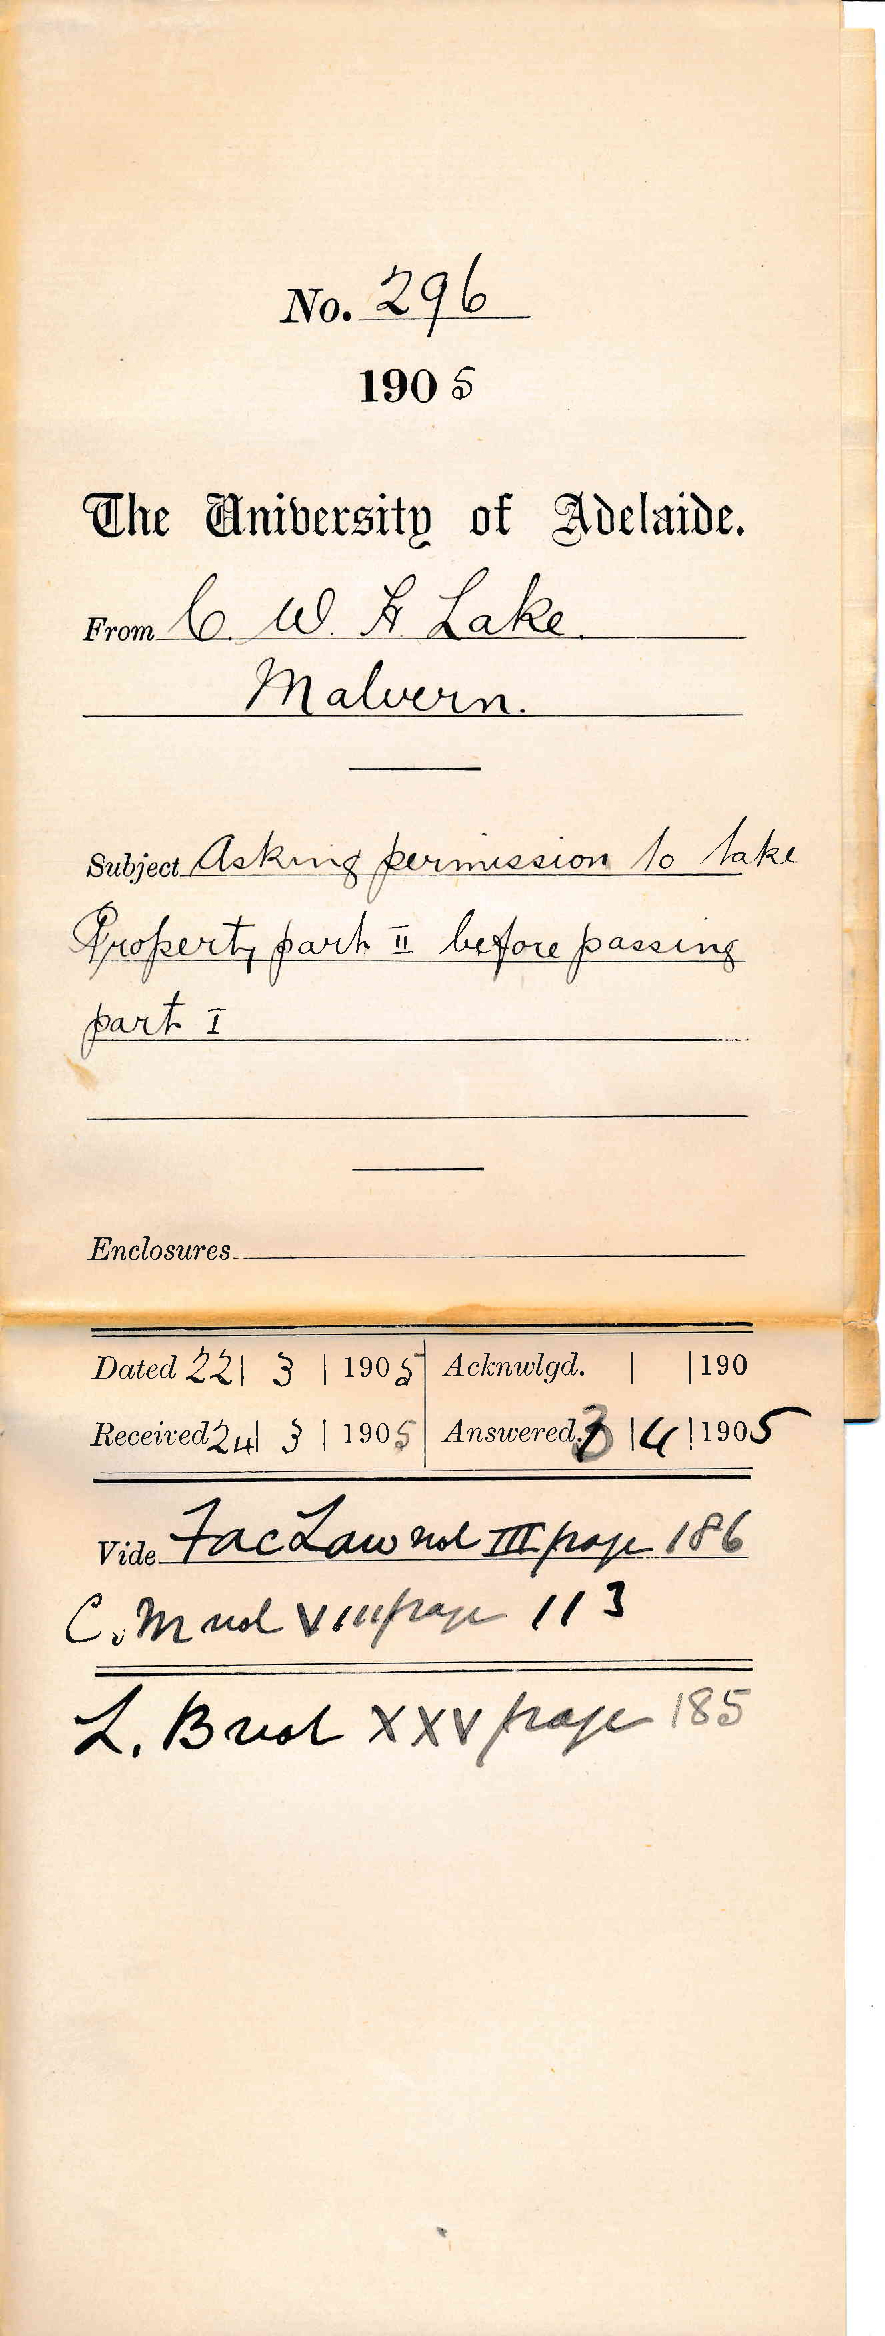 No. 296
1905
The University of Adelaide.
From C. W. H. Lake.
Malvern.
Subject Asking permission to take
Property part II before passing
part I
Enclosures
Dated 22| 3 | 1905 Acknwlgd. | |190
Received 24| 3 | 1905 Answered. |4|1905
Vide Fac Law vol III page 186
C. M vol VIII page 113
L. B vol XXV page 185